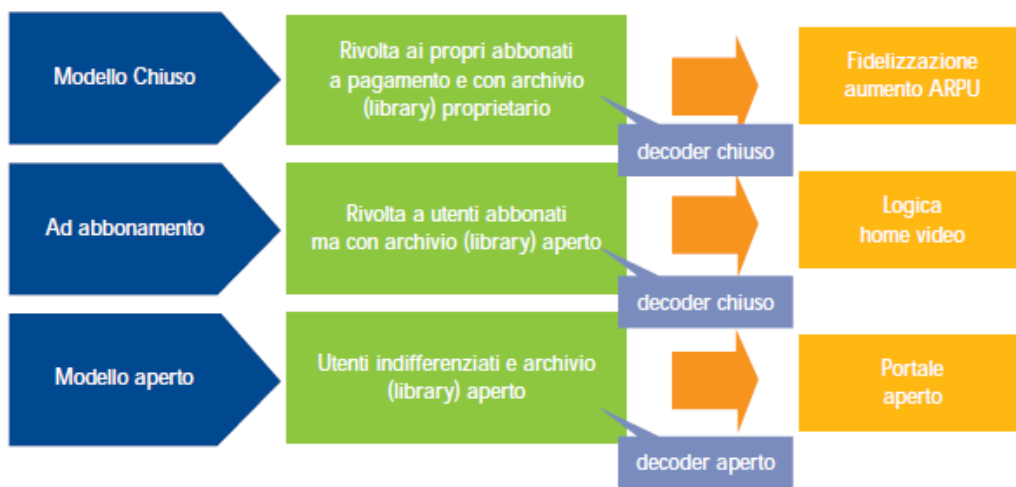 Modello Chiuso
Rivolta ai propri abbonati
a pagamento e con archivio
(library) proprietario
decoder chiuso
Fidelizzazione
aumento ARPU
Ad abbonamento
Rivolta a utenti abbonati
ma con archivio (library) aperto
decoder chiuso
Logica
home video
Modello aperto
Utenti indifferenziati e archivio
(library) aperto
decoder aperto
Portale
aperto